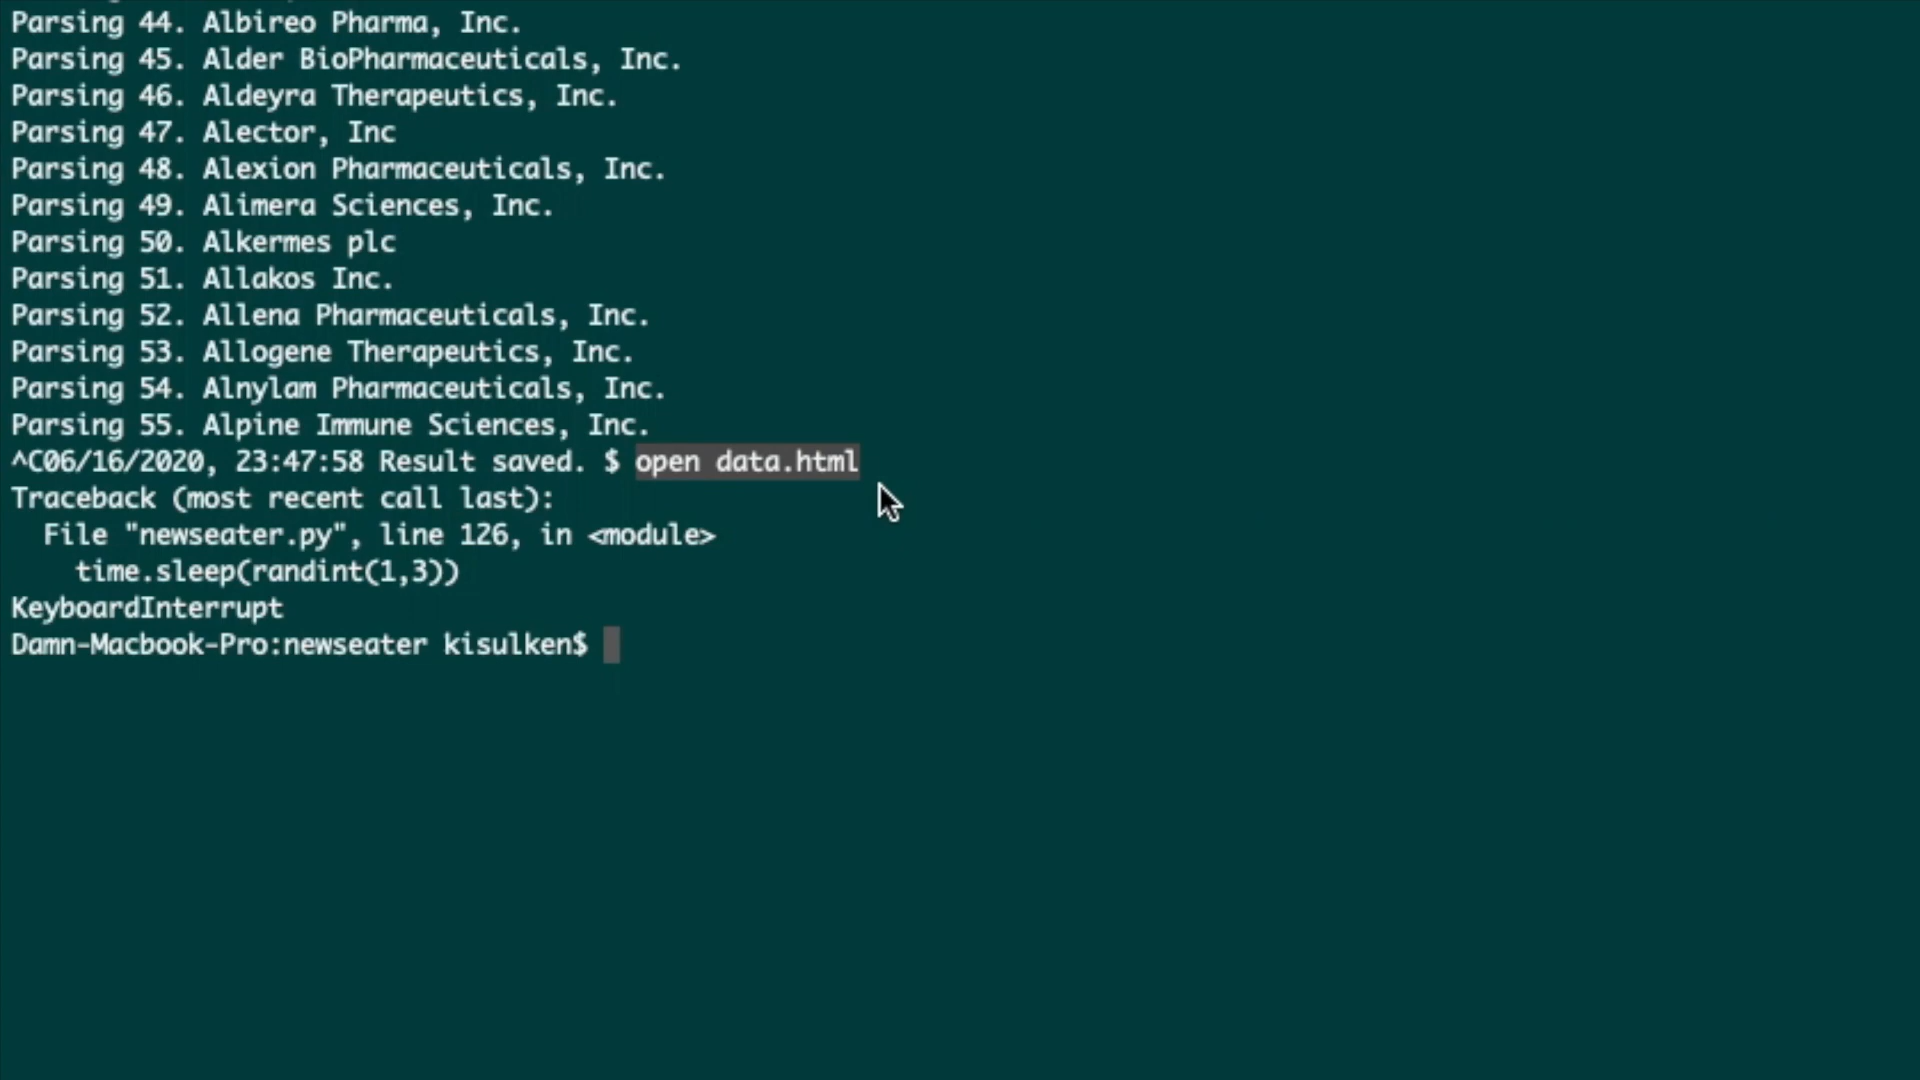 Parsing 44. Albireo Pharma, Inc.
Parsing 45. Alder BioPharmaceuticals, Inc.
Parsing 46. Aldeyra Therapeutics, Inc.
Parsing 47. Alector, Inc
Parsing 48. Alexion Pharmaceuticals, Inc.
Parsing 49. Alimera Sciences, Inc.
Parsing 50. Alkermes plc
Parsing 51. Allakos Inc.
Parsing 52. Allena Pharmaceuticals, Inc.
Parsing 53. Allogene Therapeutics, Inc.
Parsing 54. Alnylam Pharmaceuticals, Inc.
Parsing 55. Alpine Immune Sciences, Inc.
^C06/16/2020, 23:47:58 Result saved. $ open data.html
Traceback (most recent call last):
  File "newseater.py", line 126, in <module>
    time.sleep(randint(1,3))
KeyboardInterrupt
Damn-Macbook-Pro:newseater kisulken$